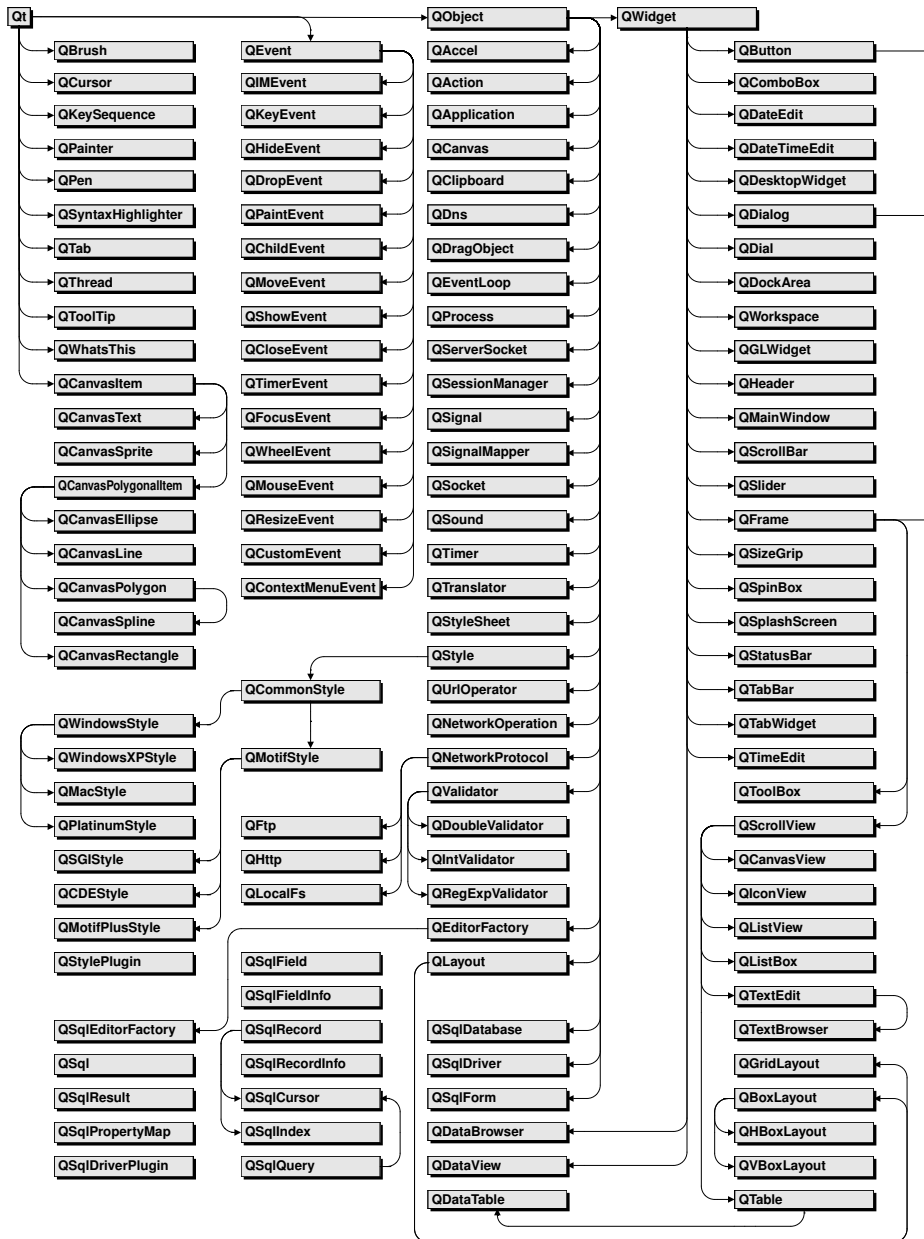 Qt QObject QWidget
QBrush QEvent QAccel QButton
QCursor QIMEvent QAction QComboBox
QKeySequence QKeyEvent QApplication QDateEdit
QPainter QHideEvent QCanvas QDateTimeEdit
QPen QDropEvent QClipboard QDesktopWidget
QSyntaxHighlighter QPaintEvent QDns QDialog
QTab QChildEvent QDragObject QDial
QThread QMoveEvent QEventLoop QDockArea
QToolTip QShowEvent QProcess QWorkspace
QWhatsThis QCloseEvent QServerSocket QGLWidget
QCanvasItem QTimerEvent QSessionManager QHeader
QCanvasText QFocusEvent QSignal QMainWindow
QCanvasSprite QWheelEvent QSignalMapper QScrollBar
QCanvasPolygonalItem QMouseEvent QSocket QSlider
QCanvasEllipse QResizeEvent QSound QFrame
QCanvasLine QCustomEvent QTimer QSizeGrip
QCanvasPolygon QContextMenuEvent QTranslator QSpinBox
QCanvasSpline QStyleSheet QSplashScreen
QCanvasRectangle QStyle QStatusBar
QCommonStyle QUrlOperator QTabBar
QWindowsStyle QNetworkOperation QTabWidget
QWindowsXPStyle QMotifStyle QNetworkProtocol QTimeEdit
QMacStyle QValidator QToolBox
QPlatinumStyle QFtp QDoubleValidator QScrollView
QSGIStyle QHttp QIntValidator QCanvasView
QCDEStyle QLocalFs QRegExpValidator QIconView
QMotifPlusStyle QEditorFactory QListView
QStylePlugin QSqlField QLayout QListBox
QSqlFieldInfo QTextEdit
QSqlEditorFactory QSqlRecord QSqlDatabase QTextBrowser
QSql QSqlRecordInfo QSqlDriver QGridLayout
QSqlResult QSqlCursor QSqlForm QBoxLayout
QSqlPropertyMap QSqlIndex QDataBrowser QHBoxLayout
QSqlDriverPlugin QSqlQuery QDataView QVBoxLayout
QDataTable QTable